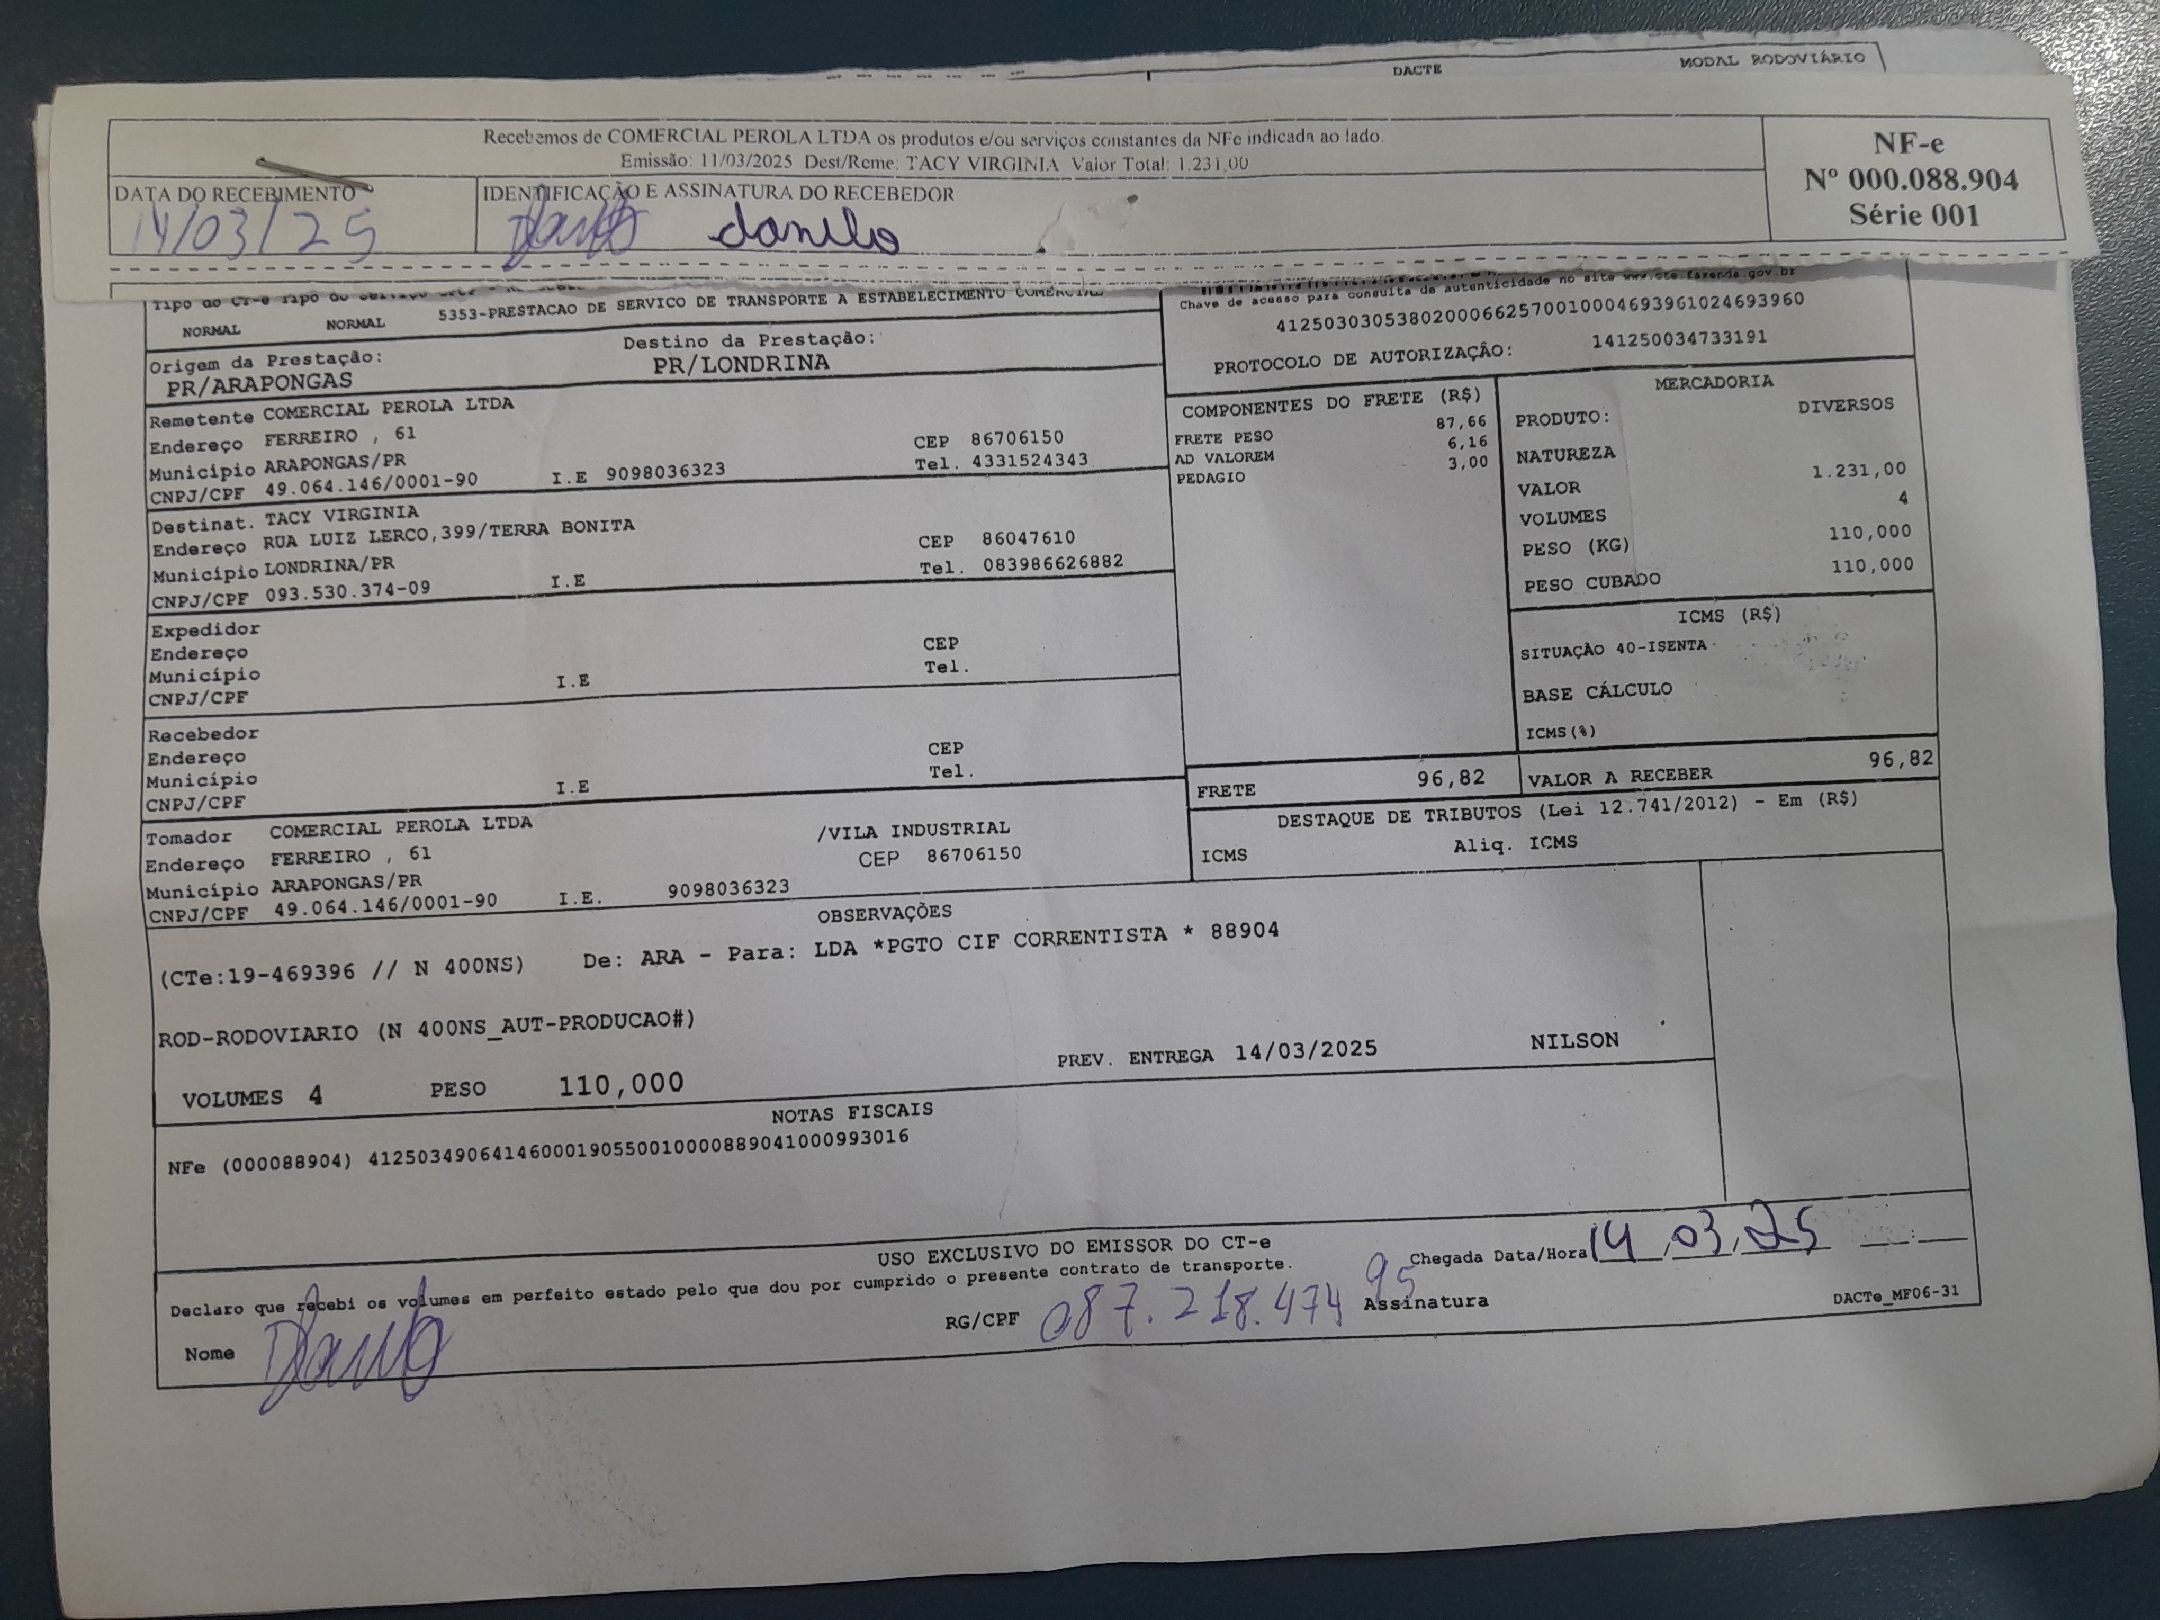 DACTE
MODAL RODOVIÁRIO
Recebemos de COMERCIAL PEROLA LTDA os produtos e/ou serviços constantes da NFe indicada ao lado.
Emissão: 11/03/2025 Dest/Reme: TACY VIRGINIA Valor Total: 1.231,00
NF-e
Nº 000.088.904
Série 001
DATA DO RECEBIMENTO
14/03/25
IDENTIFICAÇÃO E ASSINATURA DO RECEBEDOR
danilo
Tipo do CT-e Tipo do
NORMAL NORMAL 5353-PRESTACAO DE SERVICO DE TRANSPORTE A ESTABELECIMENTO COMERCIAL
Chave de acesso para consulta de autenticidade no site www.cte.fazenda.gov.br
41250303053802000662570010004693961024693960
PROTOCOLO DE AUTORIZAÇÃO: 141250034733191
Origem da Prestação: Destino da Prestação:
PR/ARAPONGAS PR/LONDRINA
Remetente COMERCIAL PEROLA LTDA
Endereço FERREIRO , 61 CEP 86706150
Município ARAPONGAS/PR Tel. 4331524343
CNPJ/CPF 49.064.146/0001-90 I.E 9098036323
Destinat. TACY VIRGINIA
Endereço RUA LUIZ LERCO,399/TERRA BONITA CEP 86047610
Município LONDRINA/PR Tel. 083986626882
CNPJ/CPF 093.530.374-09 I.E
Expedidor
Endereço CEP
Município Tel.
CNPJ/CPF I.E
Recebedor
Endereço CEP
Município Tel.
CNPJ/CPF I.E
Tomador COMERCIAL PEROLA LTDA /VILA INDUSTRIAL
Endereço FERREIRO , 61 CEP 86706150
Município ARAPONGAS/PR
CNPJ/CPF 49.064.146/0001-90 I.E. 9098036323
COMPONENTES DO FRETE (R$)
FRETE PESO 87,66
AD VALOREM 6,16
PEDAGIO 3,00
MERCADORIA
PRODUTO: DIVERSOS
NATUREZA
VALOR 1.231,00
VOLUMES 4
PESO (KG) 110,000
PESO CUBADO 110,000
ICMS (R$)
SITUAÇÃO 40-ISENTA
BASE CÁLCULO
ICMS(%)
FRETE 96,82 VALOR A RECEBER 96,82
DESTAQUE DE TRIBUTOS (Lei 12.741/2012) - Em (R$)
ICMS Aliq. ICMS
OBSERVAÇÕES
(CTe:19-469396 // N 400NS) De: ARA - Para: LDA *PGTO CIF CORRENTISTA * 88904
ROD-RODOVIARIO (N 400NS_AUT-PRODUCAO#)
PREV. ENTREGA 14/03/2025 NILSON
VOLUMES 4 PESO 110,000
NOTAS FISCAIS
NFe (000088904) 41250349064146000190550010000889041000993016
USO EXCLUSIVO DO EMISSOR DO CT-e
Declaro que recebi os volumes em perfeito estado pelo que dou por cumprido o presente contrato de transporte.
Chegada Data/Hora 14 03 25
Nome
RG/CPF 087.218.474 95 Assinatura
DACTe_MF06-31